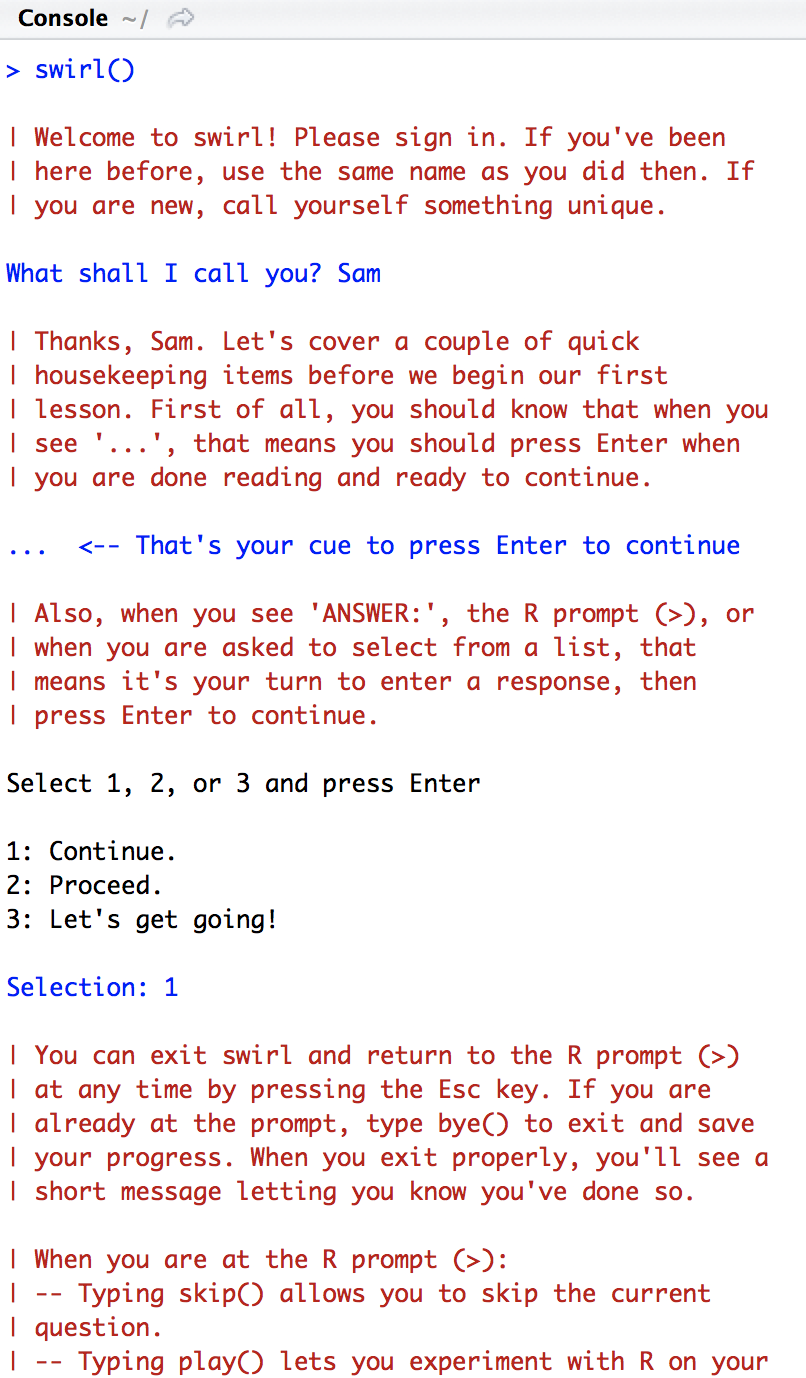 Console ~/
> swirl()
| Welcome to swirl! Please sign in. If you've been
| here before, use the same name as you did then. If
| you are new, call yourself something unique.
What shall I call you? Sam
| Thanks, Sam. Let's cover a couple of quick
| housekeeping items before we begin our first
| lesson. First of all, you should know that when you
| see '...', that means you should press Enter when
| you are done reading and ready to continue.
...  <-- That's your cue to press Enter to continue
| Also, when you see 'ANSWER:', the R prompt (>), or
| when you are asked to select from a list, that
| means it's your turn to enter a response, then
| press Enter to continue.
Select 1, 2, or 3 and press Enter
1: Continue.
2: Proceed.
3: Let's get going!
Selection: 1
| You can exit swirl and return to the R prompt (>)
| at any time by pressing the Esc key. If you are
| already at the prompt, type bye() to exit and save
| your progress. When you exit properly, you'll see a
| short message letting you know you've done so.
| When you are at the R prompt (>):
| -- Typing skip() allows you to skip the current
| question.
| -- Typing play() lets you experiment with R on your